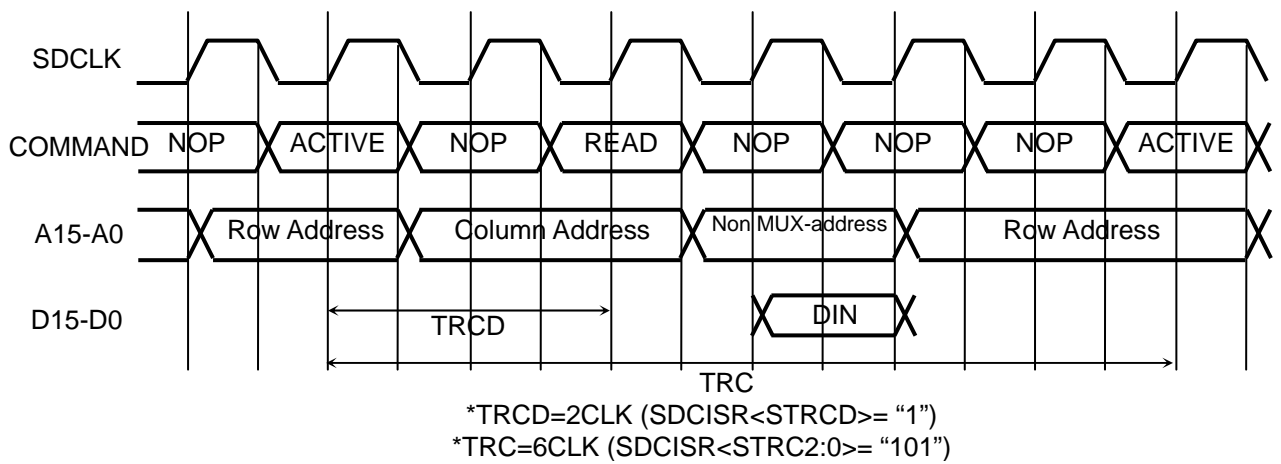 SDCLK
COMMAND NOP ACTIVE NOP READ NOP NOP NOP ACTIVE
A15-A0 Row Address Column Address Non MUX-address Row Address
D15-D0 TRCD DIN
TRC
*TRCD=2CLK (SDCISR<STRCD>= “1”)
*TRC=6CLK (SDCISR<STRC2:0>= “101”)